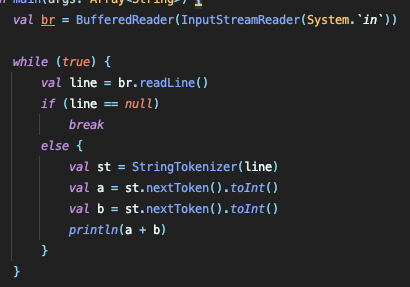 main(args: Array<String>) {
val br = BufferedReader(InputStreamReader(System.`in`))
while (true) {
val line = br.readLine()
if (line == null)
break
else {
val st = StringTokenizer(line)
val a = st.nextToken().toInt()
val b = st.nextToken().toInt()
println(a + b)
}
}